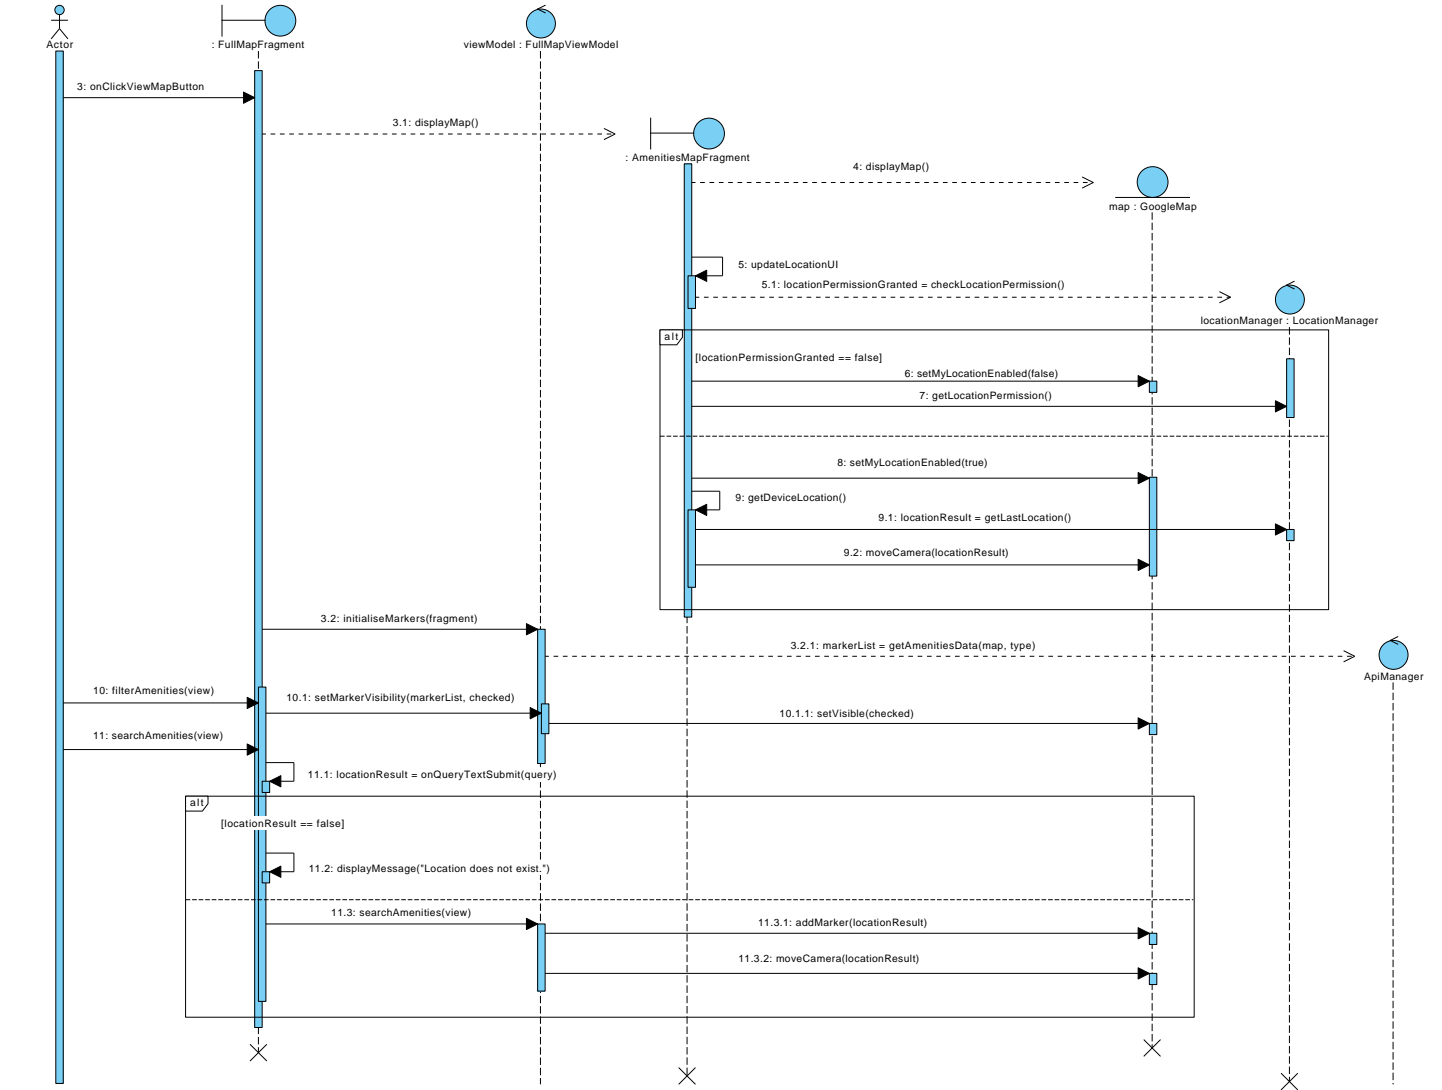 Actor
: FullMapFragment
viewModel : FullMapViewModel
3: onClickViewMapButton
3.1: displayMap()
: AmenitiesMapFragment
4: displayMap()
map : GoogleMap
5: updateLocationUI
5.1: locationPermissionGranted = checkLocationPermission()
locationManager : LocationManager
alt
[locationPermissionGranted == false]
6: setMyLocationEnabled(false)
7: getLocationPermission()
8: setMyLocationEnabled(true)
9: getDeviceLocation()
9.1: locationResult = getLastLocation()
9.2: moveCamera(locationResult)
3.2: initialiseMarkers(fragment)
3.2.1: markerList = getAmenitiesData(map, type)
ApiManager
10: filterAmenities(view)
10.1: setMarkerVisibility(markerList, checked)
10.1.1: setVisible(checked)
11: searchAmenities(view)
11.1: locationResult = onQueryTextSubmit(query)
alt
[locationResult == false]
11.2: displayMessage("Location does not exist.")
11.3: searchAmenities(view)
11.3.1: addMarker(locationResult)
11.3.2: moveCamera(locationResult)